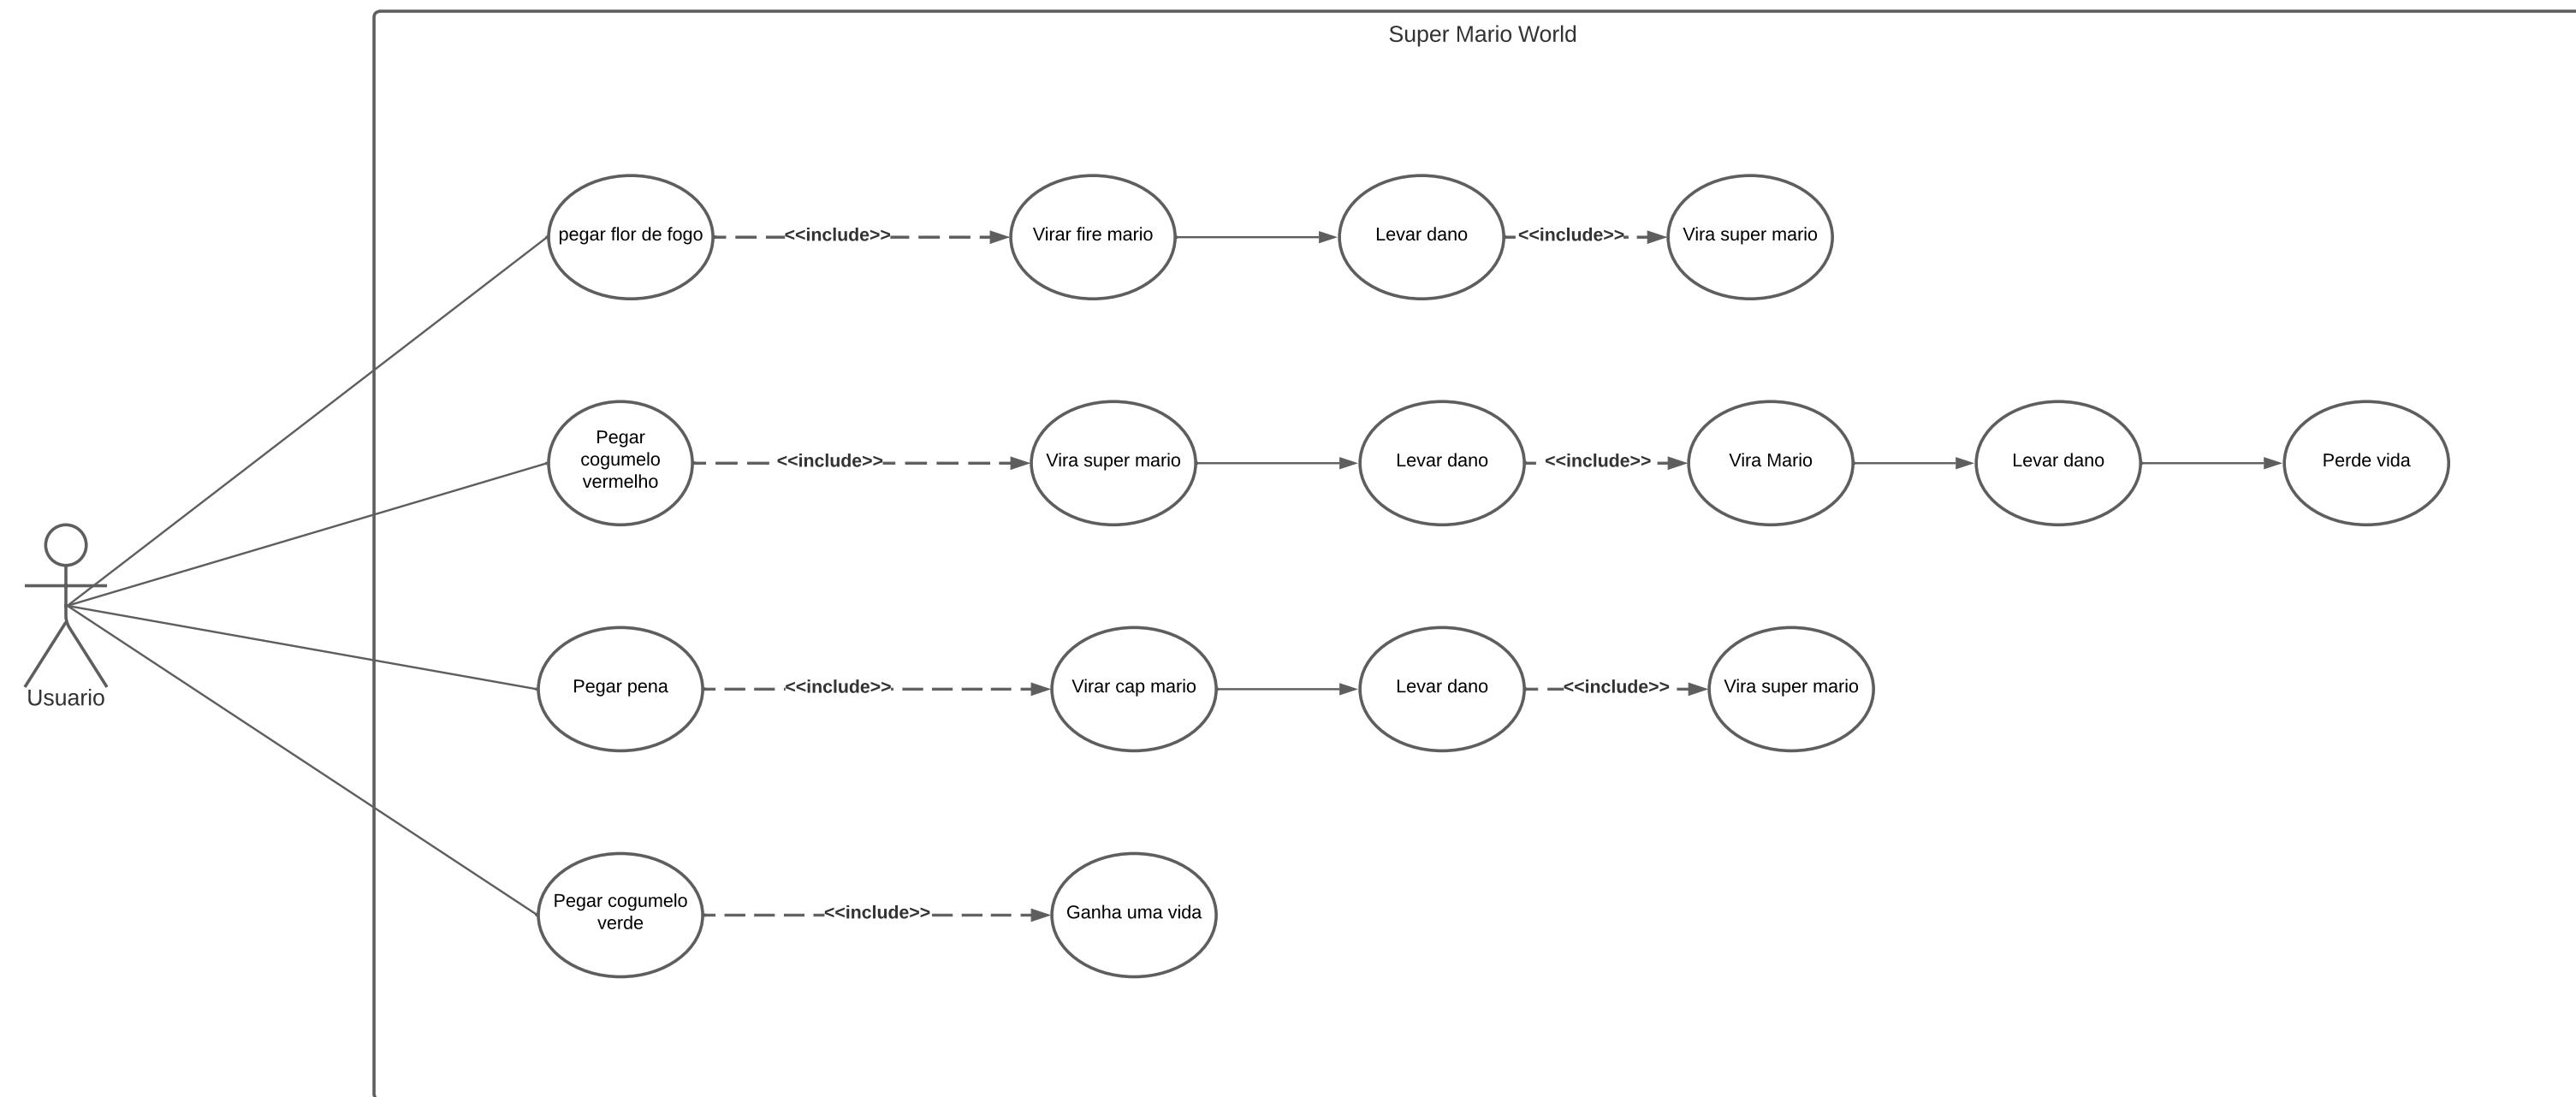 Super Mario World
pegar flor de fogo
<<include>>
Virar fire mario
Levar dano
<<include>>
Vira super mario
Pegar
cogumelo
vermelho
<<include>>
Vira super mario
Levar dano
<<include>>
Vira Mario
Levar dano
Perde vida
Usuario
Pegar pena
<<include>>
Virar cap mario
Levar dano
<<include>>
Vira super mario
Pegar cogumelo
verde
<<include>>
Ganha uma vida